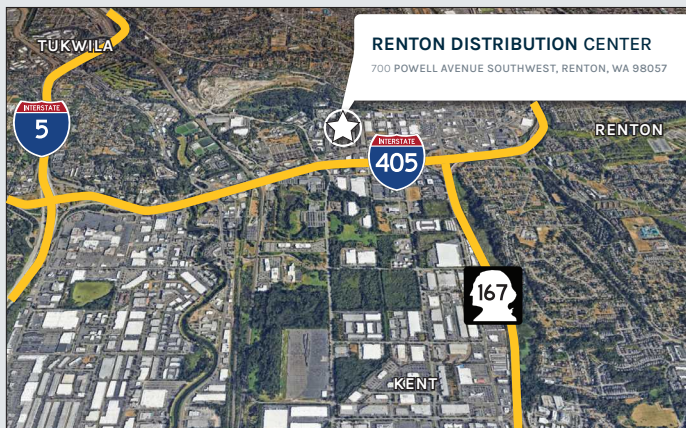 RENTON DISTRIBUTION CENTER
700 POWELL AVENUE SOUTHWEST, RENTON, WA 98057
TUKWILA
INTERSTATE
5
INTERSTATE
405
RENTON
167
KENT